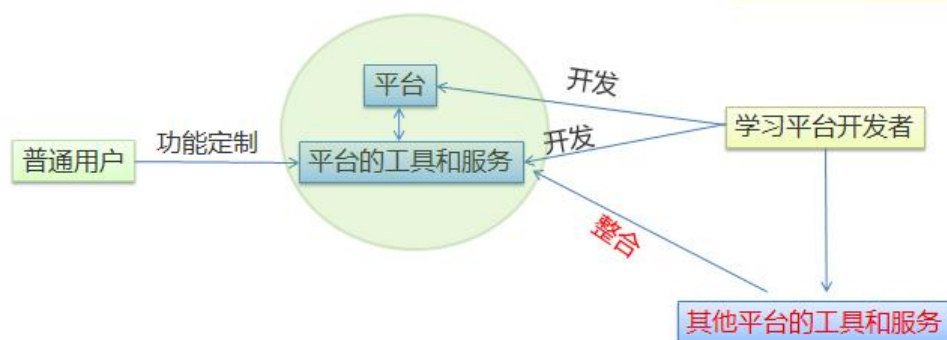 平台
开发
学习平台开发者
功能定制
开发
普通用户
平台的工具和服务
整合
其他平台的工具和服务